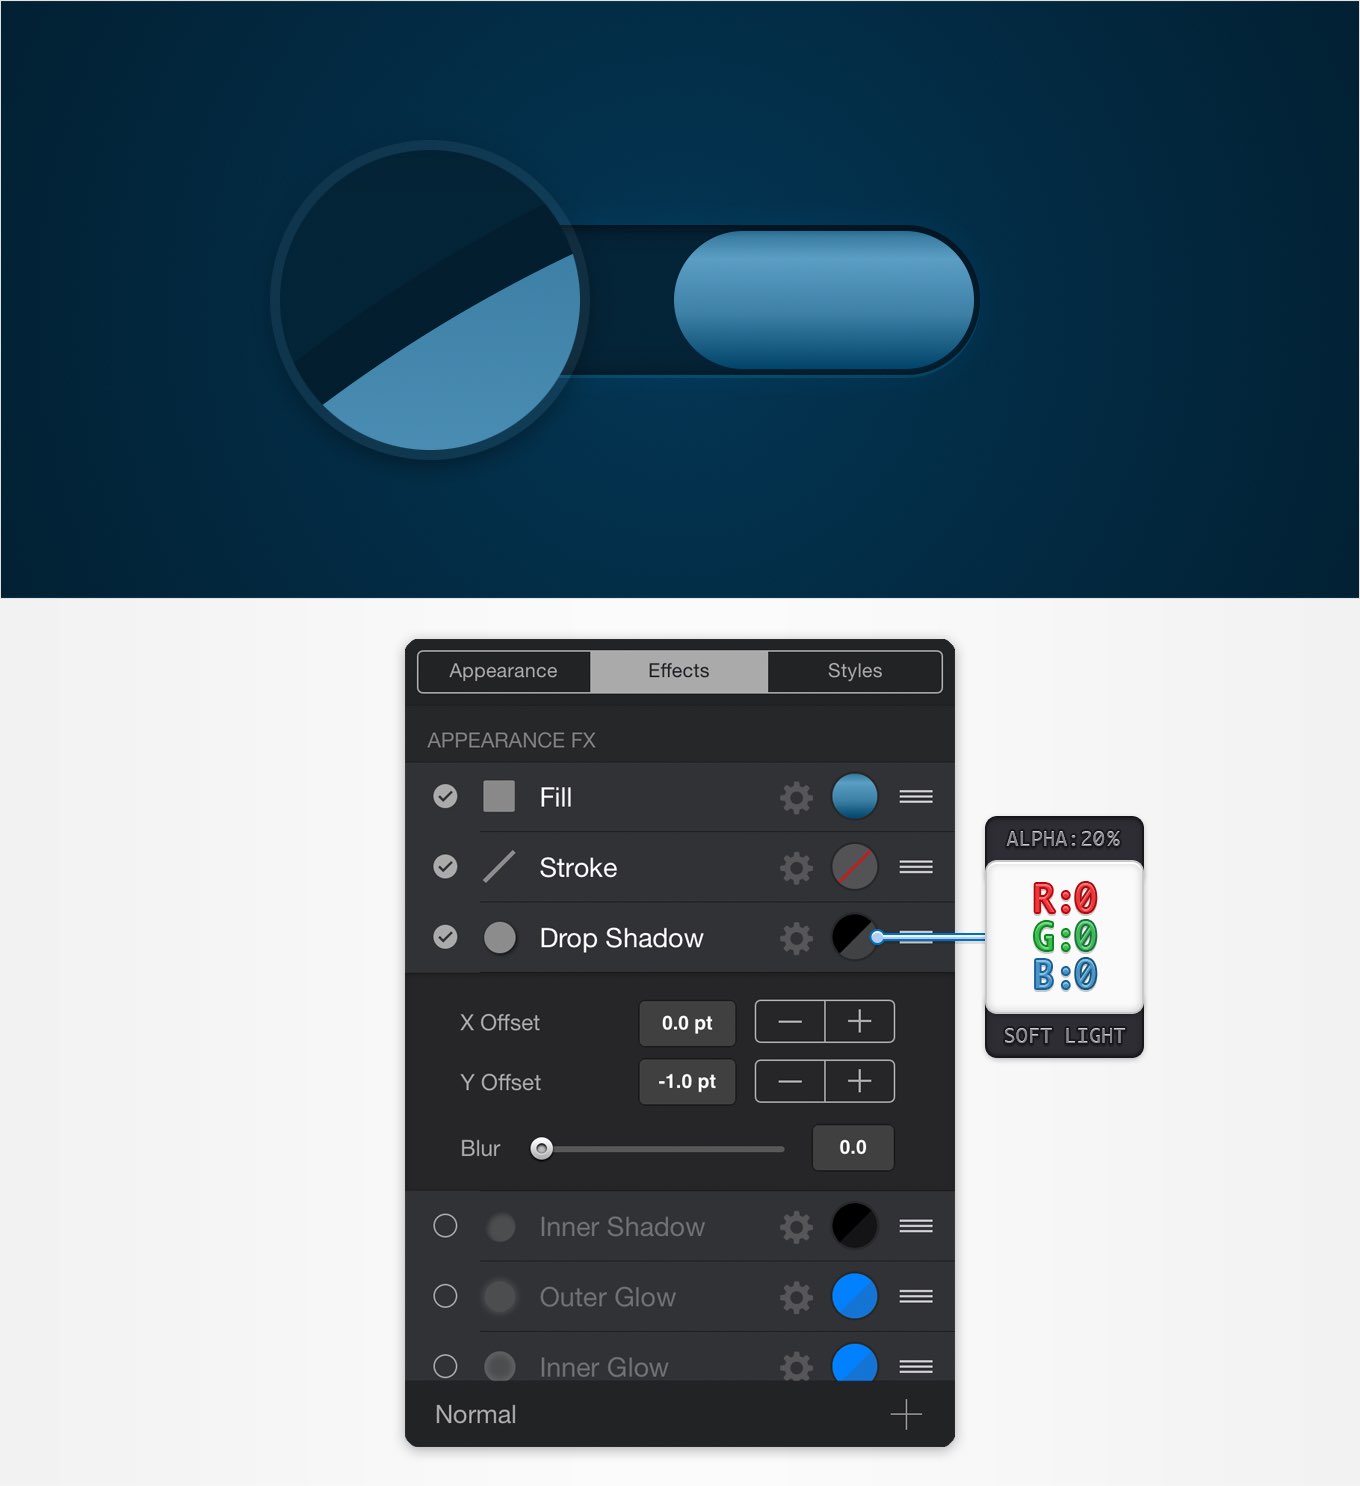 Appearance Effects Styles
APPEARANCE FX
Fill
Stroke
Drop Shadow
X Offset 0.0 pt
Y Offset -1.0 pt
Blur 0.0
Inner Shadow
Outer Glow
Inner Glow
Normal
ALPHA:20%
R:0
G:0
B:0
SOFT LIGHT